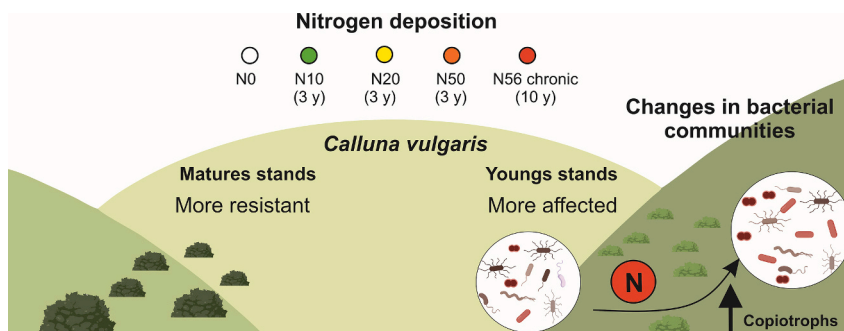 Nitrogen deposition
N0 N10 N20 N50 N56 chronic
(3 y) (3 y) (3 y) (10 y)
Changes in bacterial
communities
Calluna vulgaris
Matures stands
More resistant
Youngs stands
More affected
N
Copiotrophs